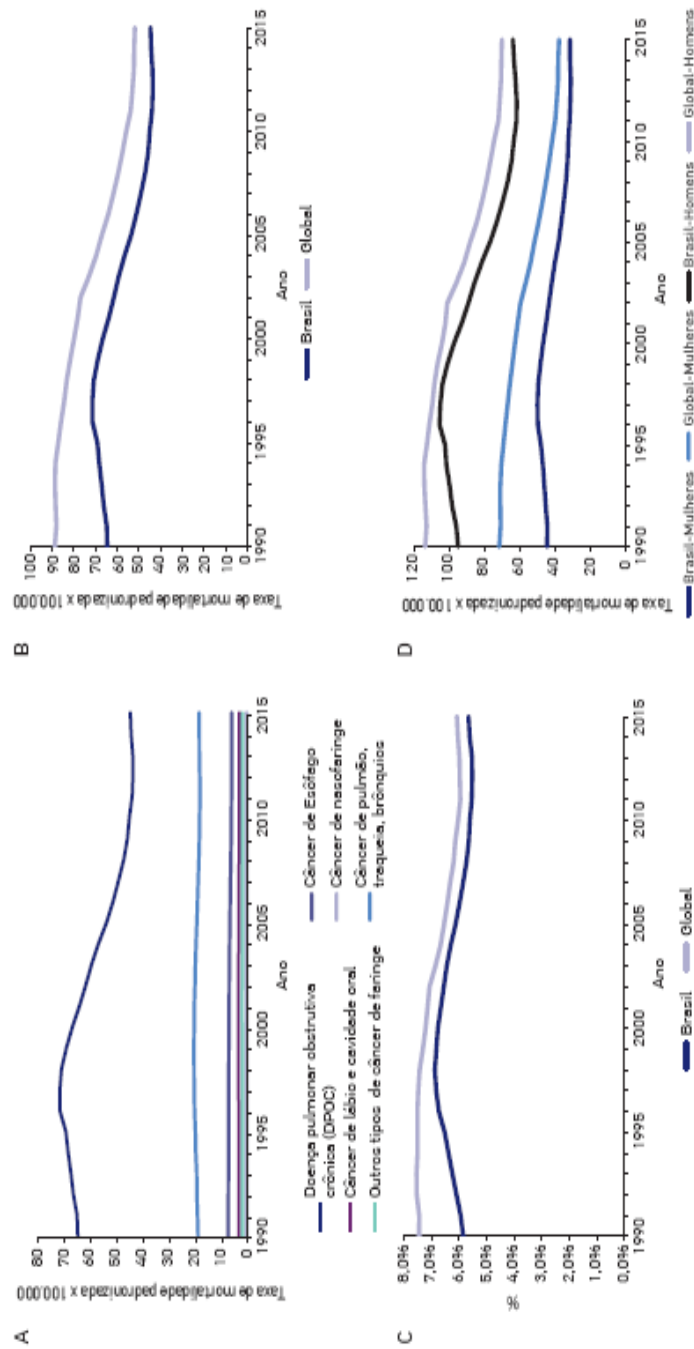 A
Taxa de mortalidade padronizada x 100.000
80
70
60
50
40
30
20
10
0
1990
1995
2000
2005
2010
2015
Ano
Doença pulmonar obstrutiva
crônica (DPOC)
Câncer de lábio e cavidade oral
Outros tipos de câncer de faringe
Câncer de Esôfago
Câncer de nasofaringe
Câncer de pulmão,
traqueia, brônquios
B
Taxa de mortalidade padronizada x 100.000
100
90
80
70
60
50
40
30
20
10
0
1990
1995
2000
2005
2010
2015
Ano
Brasil
Global
C
%
8,0%
7,0%
6,0%
5,0%
4,0%
3,0%
2,0%
1,0%
0,0%
1990
1995
2000
2005
2010
2015
Ano
Brasil
Global
D
Taxa de mortalidade padronizada x 100.000
120
100
80
60
40
20
0
1990
1995
2000
2005
2010
2015
Ano
Brasil-Mulheres
Global-Mulheres
Brasil-Homens
Global-Homens